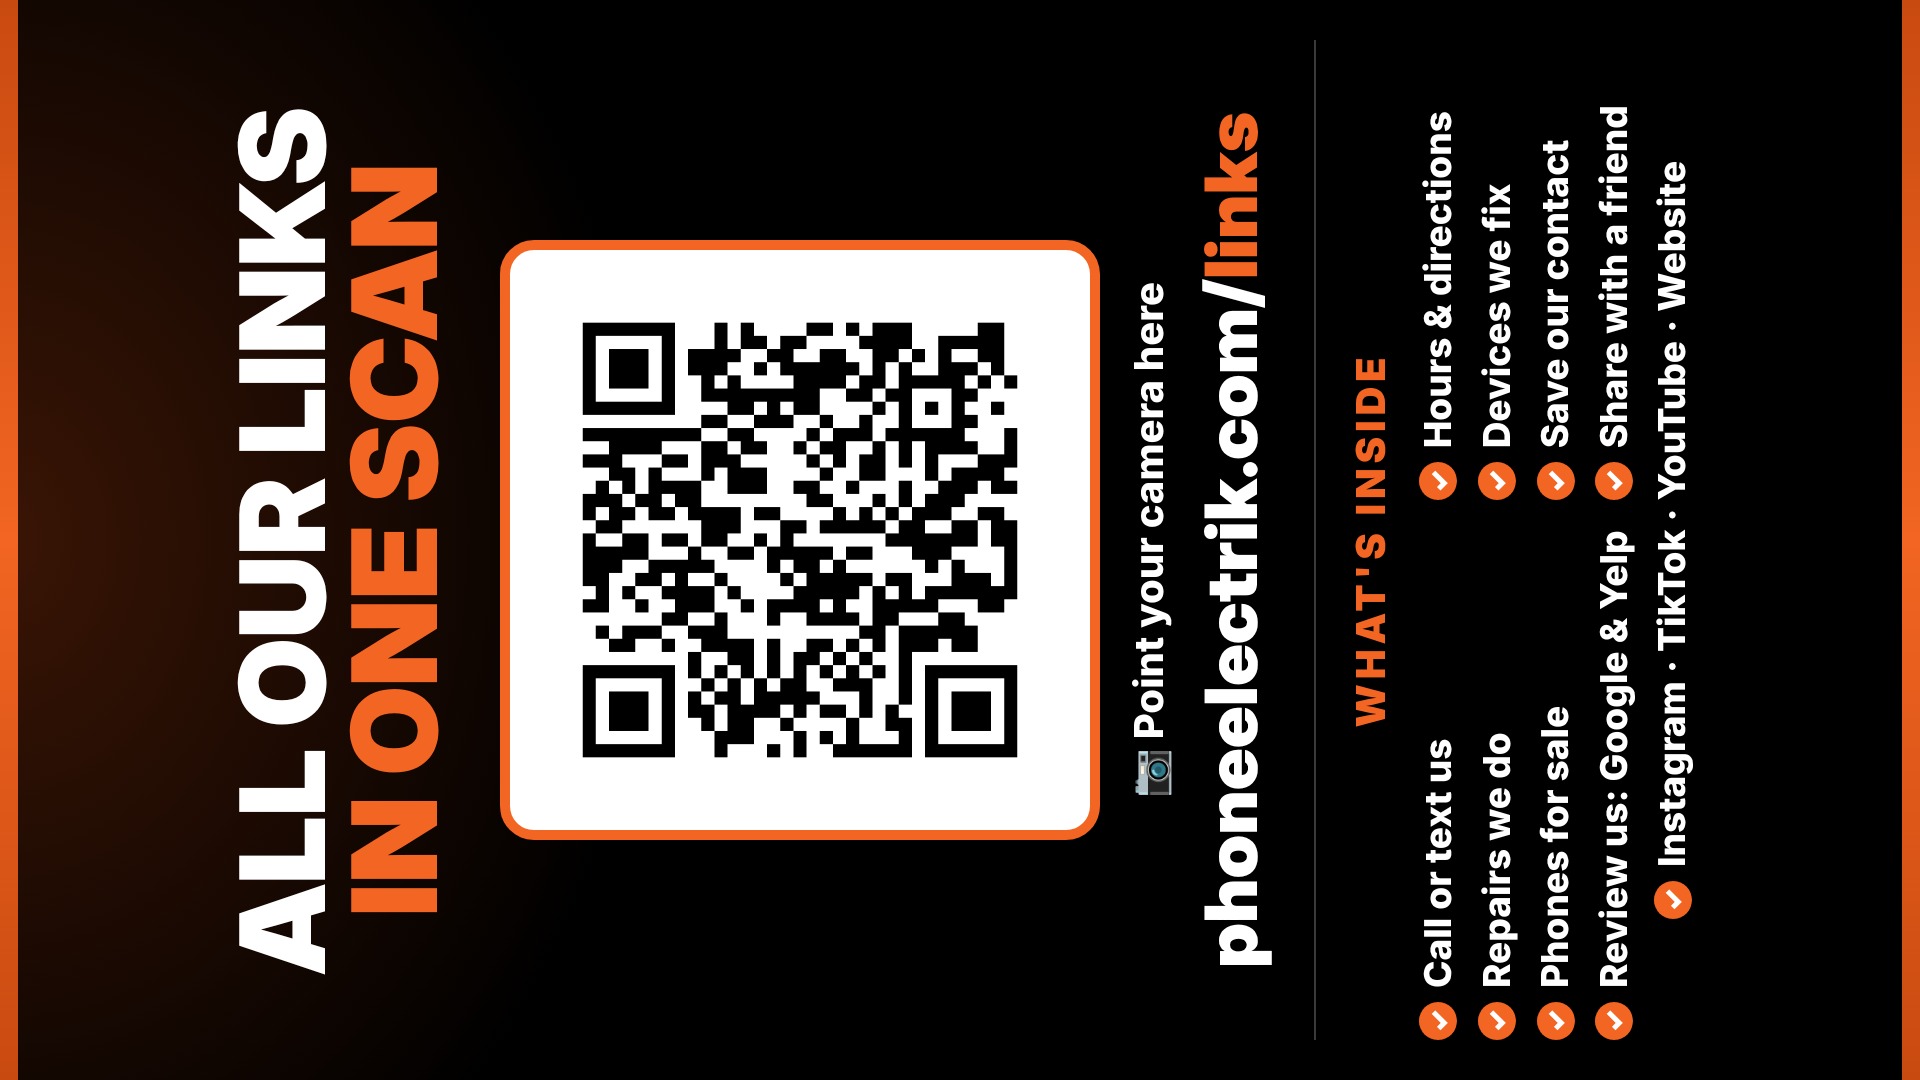 ALL OUR LINKS
IN ONE SCAN
Point your camera here
phoneelectrik.com/links
WHAT'S INSIDE
Call or text us
Hours & directions
Repairs we do
Devices we fix
Phones for sale
Save our contact
Review us: Google & Yelp
Share with a friend
Instagram · TikTok · YouTube · Website